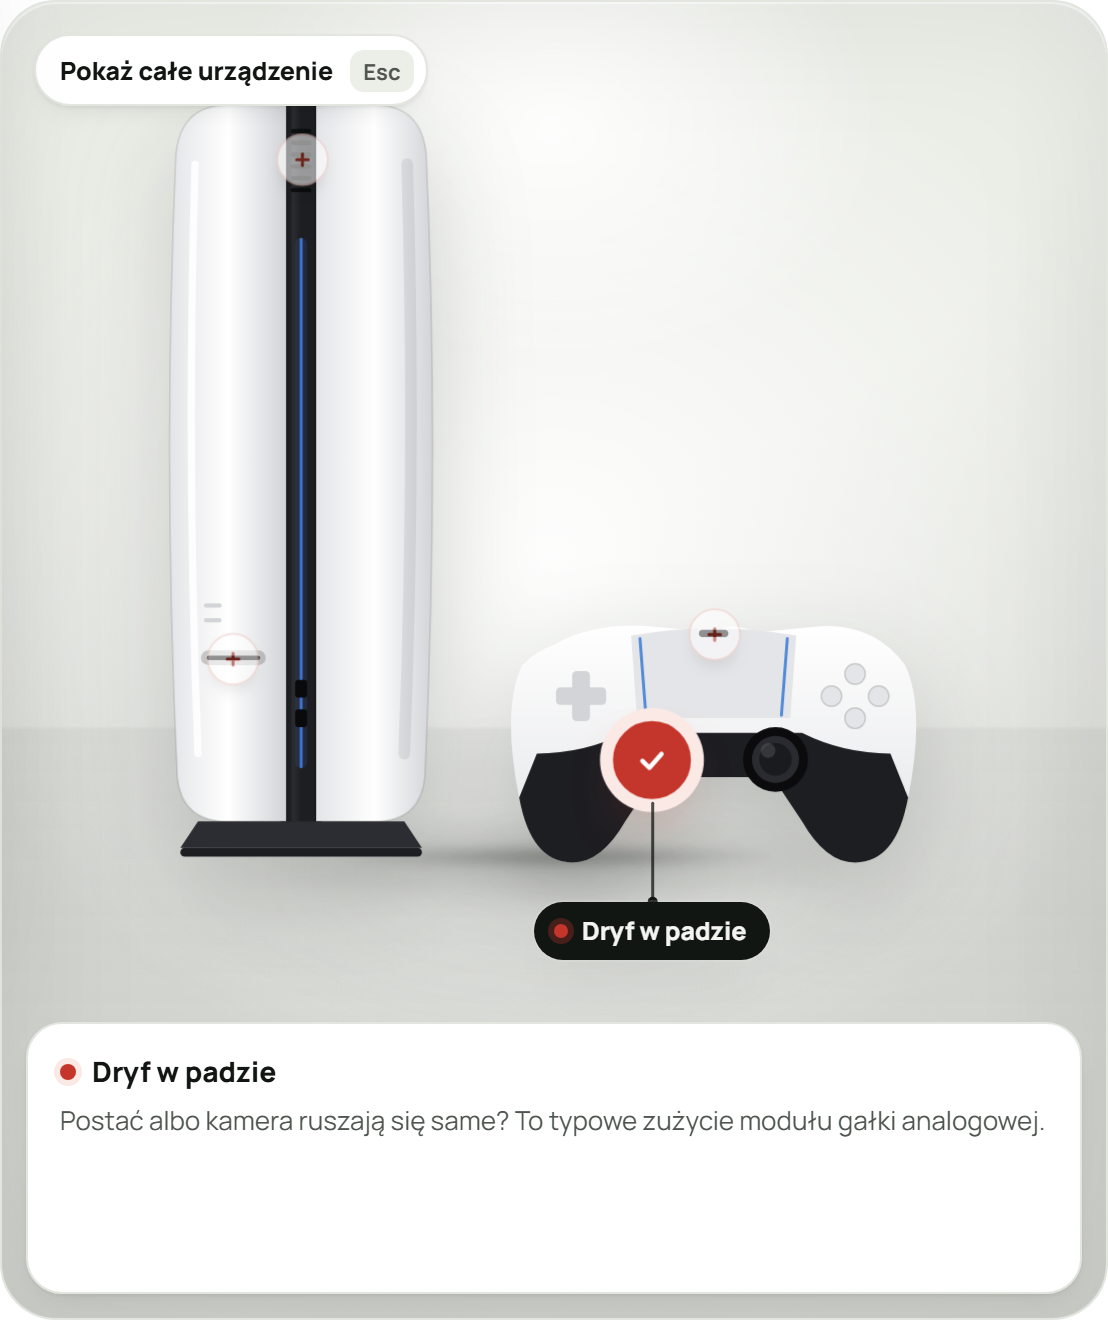 Pokaż całe urządzenie Esc
Dryf w padzie
Dryf w padzie
Postać albo kamera ruszają się same? To typowe zużycie modułu gałki analogowej.